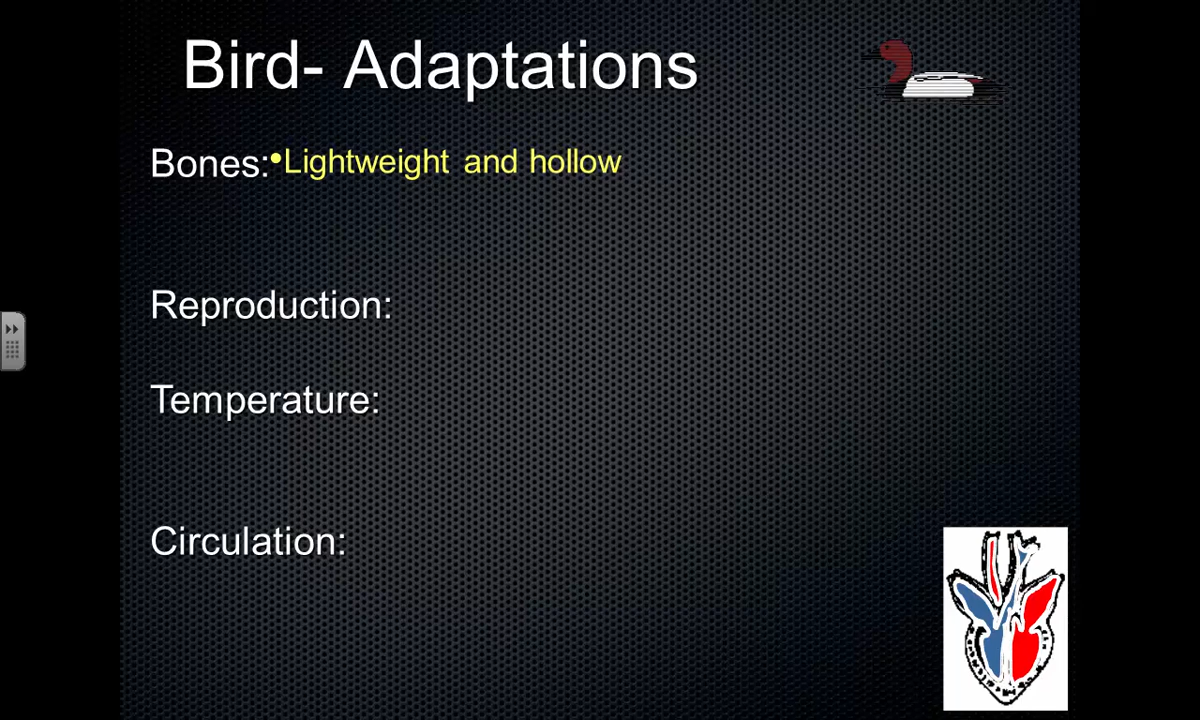 Bird- Adaptations
Bones:•Lightweight and hollow
Reproduction:
Temperature:
Circulation: